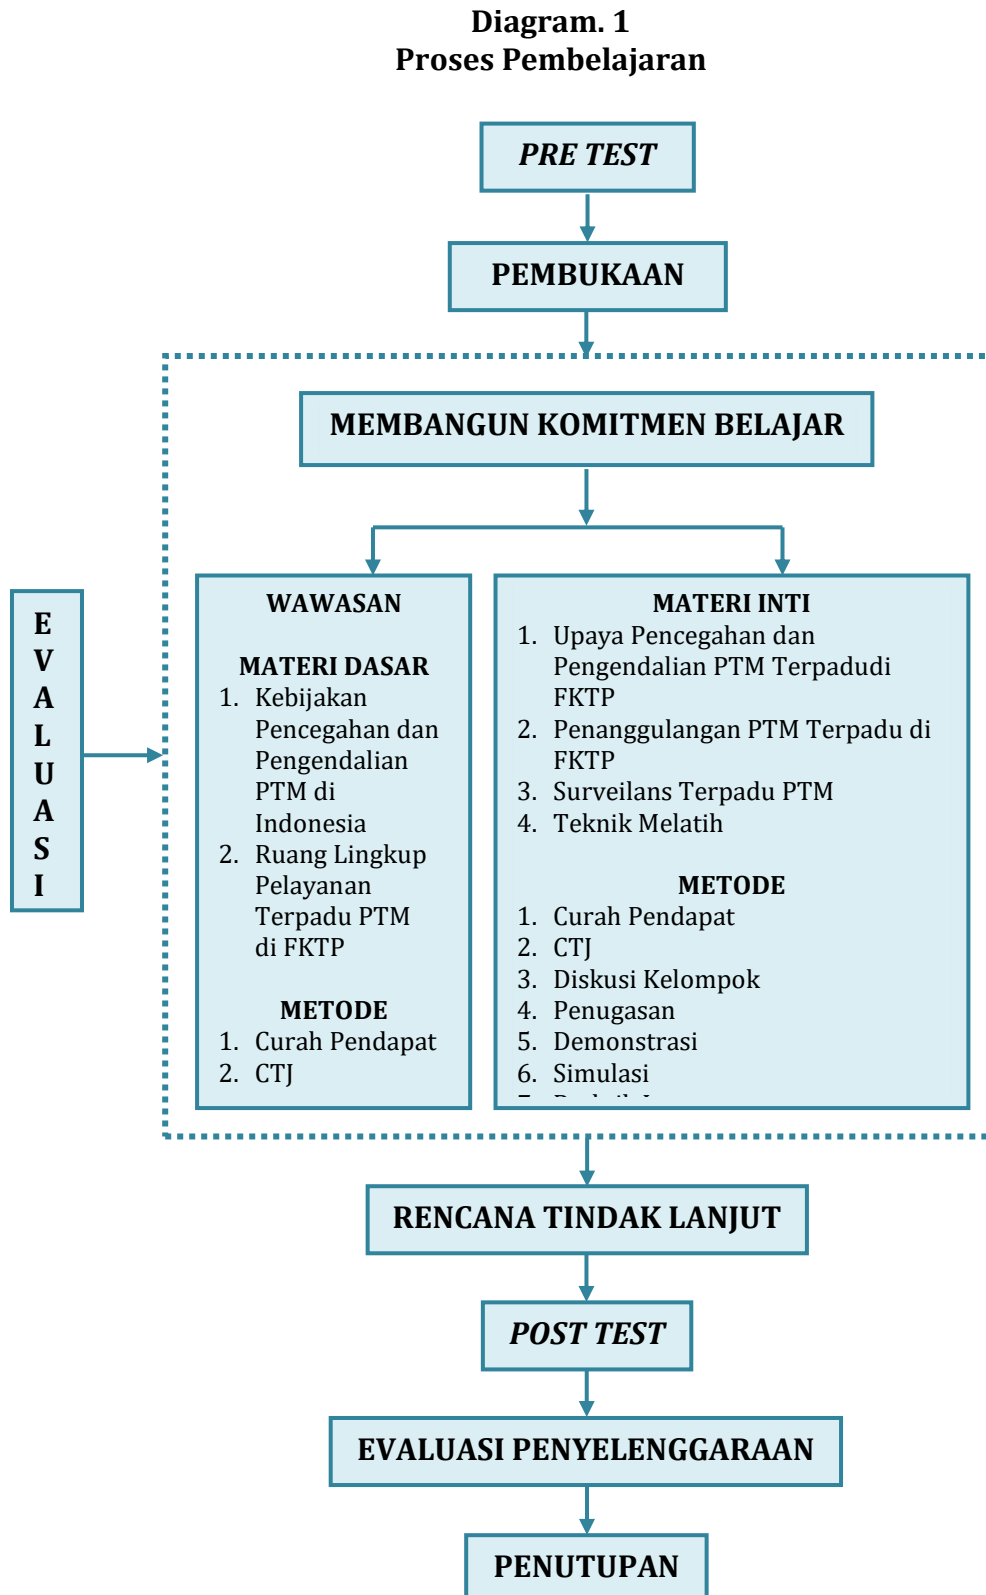 Diagram. 1
Proses Pembelajaran
PRE TEST
PEMBUKAAN
MEMBANGUN KOMITMEN BELAJAR
E
V
A
L
U
A
S
I
WAWASAN
MATERI DASAR
1. Kebijakan
Pencegahan dan
Pengendalian
PTM di
Indonesia
2. Ruang Lingkup
Pelayanan
Terpadu PTM
di FKTP
METODE
1. Curah Pendapat
2. CTJ
MATERI INTI
1. Upaya Pencegahan dan
Pengendalian PTM Terpadudi
FKTP
2. Penanggulangan PTM Terpadu di
FKTP
3. Surveilans Terpadu PTM
4. Teknik Melatih
METODE
1. Curah Pendapat
2. CTJ
3. Diskusi Kelompok
4. Penugasan
5. Demonstrasi
6. Simulasi
RENCANA TINDAK LANJUT
POST TEST
EVALUASI PENYELENGGARAAN
PENUTUPAN